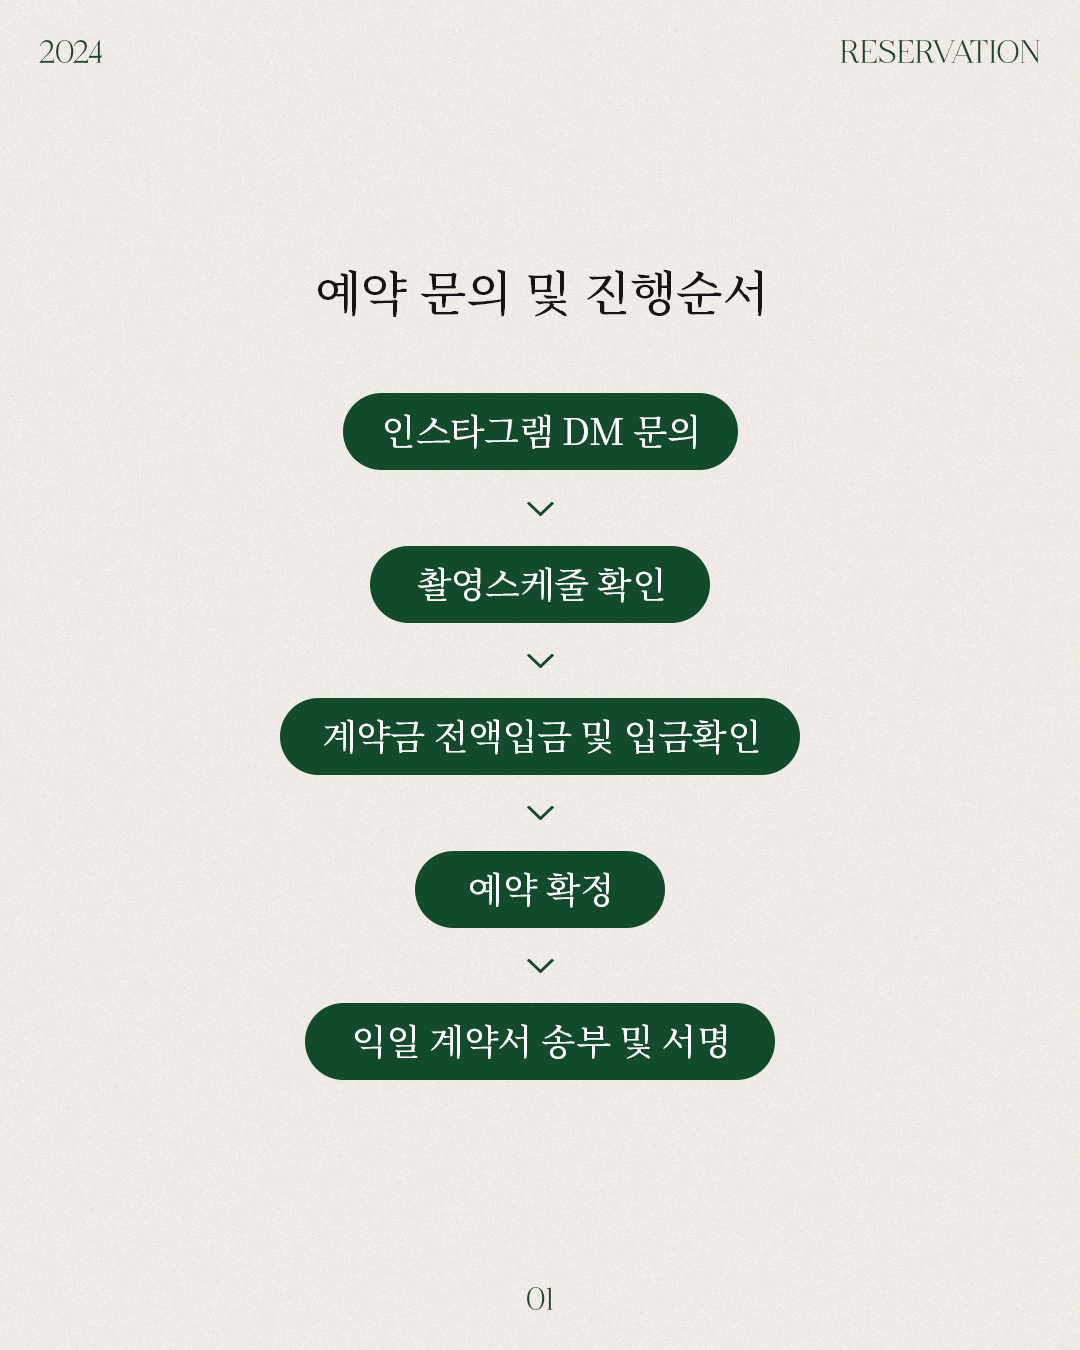 2024
RESERVATION
예약 문의 및 진행순서
인스타그램 DM 문의
촬영스케줄 확인
계약금 전액입금 및 입금확인
예약 확정
익일 계약서 송부 및 서명
01